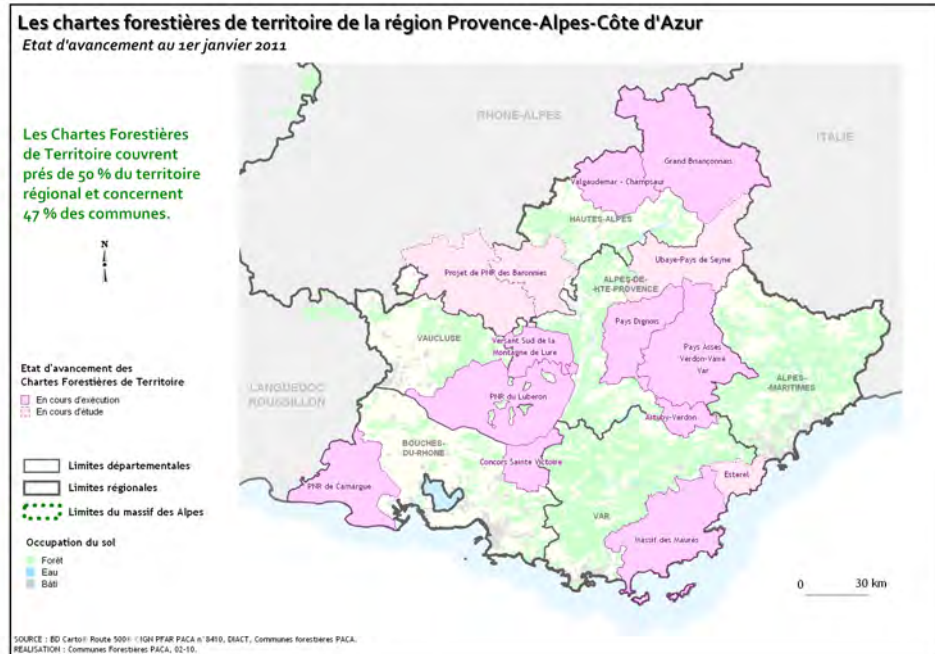 Les chartes forestières de territoire de la région Provence-Alpes-Côte d'Azur
Etat d'avancement au 1er janvier 2011
Les Chartes Forestières
de Territoire couvrent
prés de 50 % du territoire
régional et concernent
47 % des communes.
N
RHONE-ALPES
ITALIE
Grand Briançonnais
Valgaudemar - Champsaur
HAUTES-ALPES
Ubaye-Pays de Seyne
Projet de PNR des Baronnies
ALPES-DE-
HTE-PROVENCE
Pays Dignois
VAUCLUSE
Versant Sud de la
Montagne de Lure
Pays Asses
Verdon-Vaïre
Var
ALPES-
MARITIMES
LANGUEDOC
ROUSSILLON
PNR du Luberon
Artuby-Verdon
BOUCHES-
DU-RHONE
Concors Sainte Victoire
Esterel
PNR de Camargue
VAR
Massif des Maures
Etat d'avancement des
Chartes Forestières de Territoire
En cours d'exécution
En cours d'étude
Limites départementales
Limites régionales
Limites du massif des Alpes
Occupation du sol
Forêt
Eau
Bâti
0 30 km
SOURCE : BD Carto® Route 500® ©IGN PFAR PACA n°8410, DIACT, Communes forestières PACA.
REALISATION : Communes Forestières PACA, 02-10.